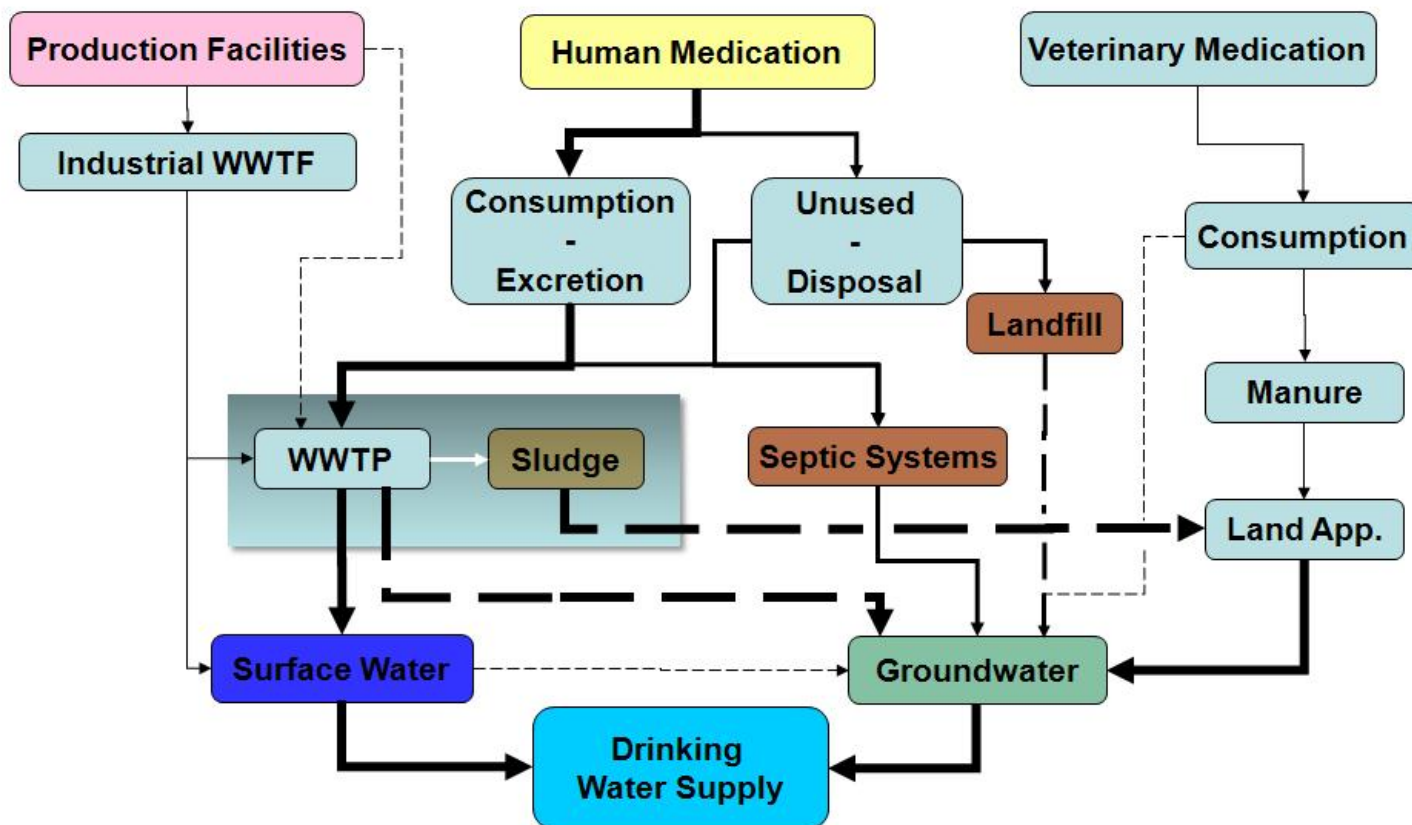 Production Facilities
Human Medication
Veterinary Medication
Industrial WWTF
Consumption
-
Excretion
Unused
-
Disposal
Consumption
Landfill
Manure
WWTP
Sludge
Septic Systems
Land App.
Surface Water
Groundwater
Drinking
Water Supply